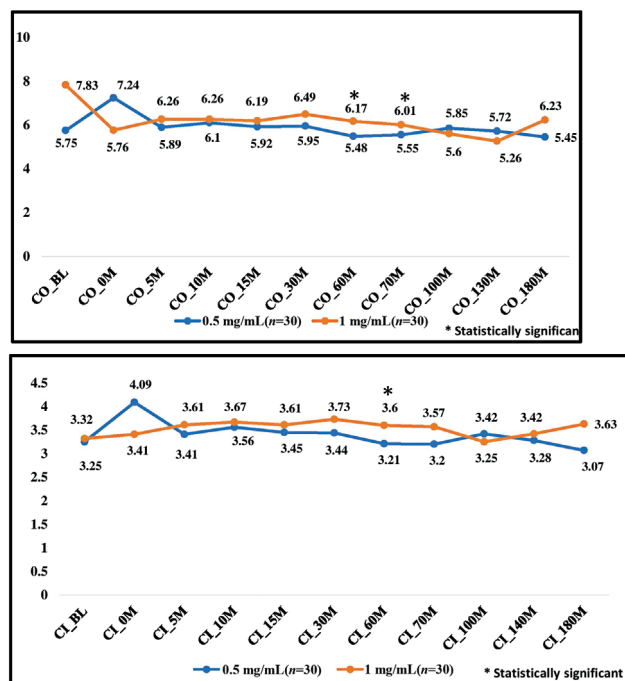 10
8
6
4
2
0
7.83
7.24
6.26
6.26
6.19
6.49
*
6.17
*
6.01
5.85
5.72
6.23
5.75
5.76
5.89
6.1
5.92
5.95
5.48
5.55
5.6
5.26
5.45
CO_BL
CO_0M
CO_5M
CO_10M
CO_15M
CO_30M
CO_60M
CO_70M
CO_100M
CO_130M
CO_180M
0.5 mg/mL(n=30)
1 mg/mL(n=30)
* Statistically significan
4.5
4
3.5
3
2.5
2
1.5
1
0.5
0
3.32
4.09
3.61
3.67
3.61
3.73
*
3.6
3.57
3.42
3.42
3.63
3.25
3.41
3.41
3.56
3.45
3.44
3.21
3.2
3.25
3.28
3.07
CI_BL
CI_0M
CI_5M
CI_10M
CI_15M
CI_30M
CI_60M
CI_70M
CI_100M
CI_140M
CI_180M
0.5 mg/mL(n=30)
1 mg/mL(n=30)
* Statistically significant